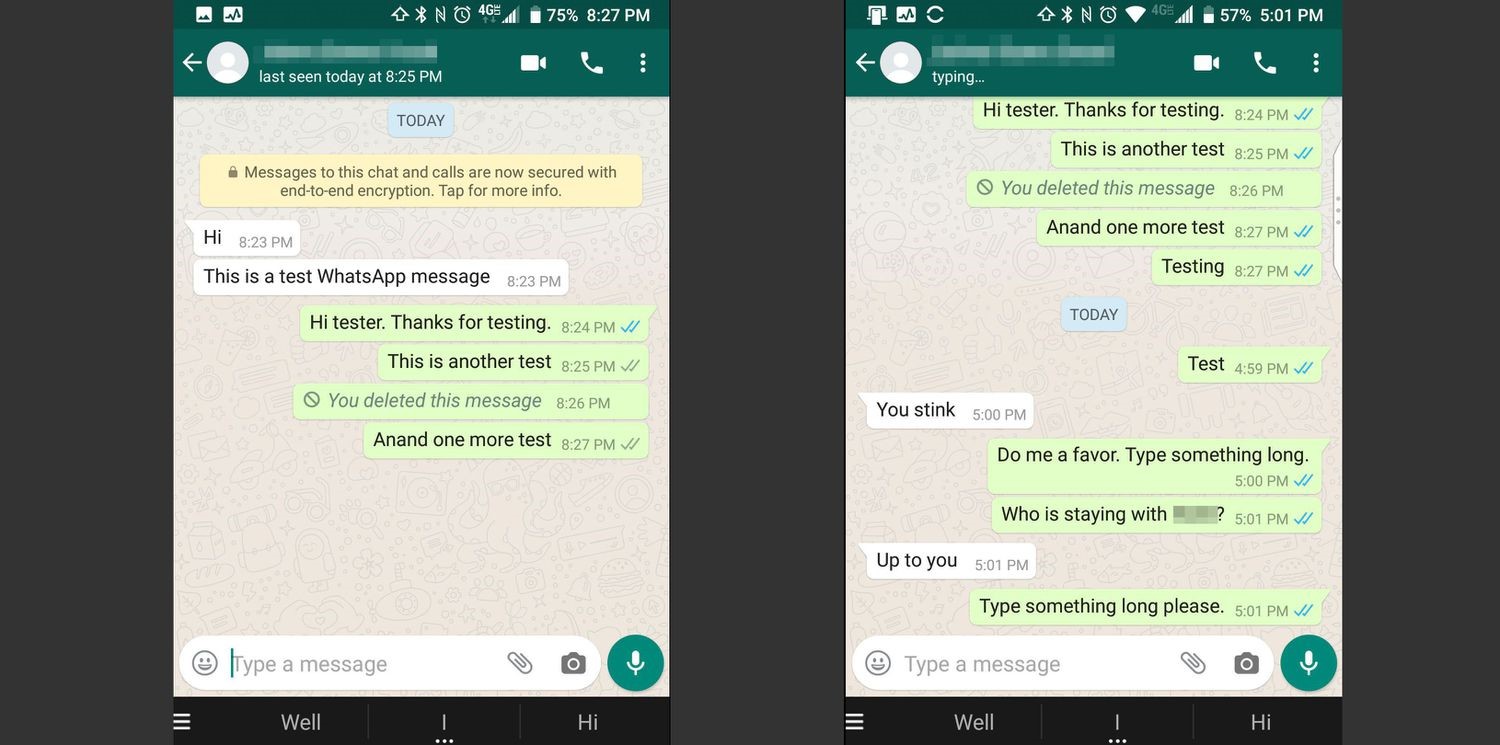 75% 8:27 PM
last seen today at 8:25 PM
TODAY
Messages to this chat and calls are now secured with
end-to-end encryption. Tap for more info.
Hi 8:23 PM
This is a test WhatsApp message 8:23 PM
Hi tester. Thanks for testing. 8:24 PM
This is another test 8:25 PM
You deleted this message 8:26 PM
Anand one more test 8:27 PM
Type a message
Well I Hi
57% 5:01 PM
typing...
Hi tester. Thanks for testing. 8:24 PM
This is another test 8:25 PM
You deleted this message 8:26 PM
Anand one more test 8:27 PM
Testing 8:27 PM
TODAY
Test 4:59 PM
You stink 5:00 PM
Do me a favor. Type something long.
5:00 PM
Who is staying with ? 5:01 PM
Up to you 5:01 PM
Type something long please. 5:01 PM
Type a message
Well I Hi